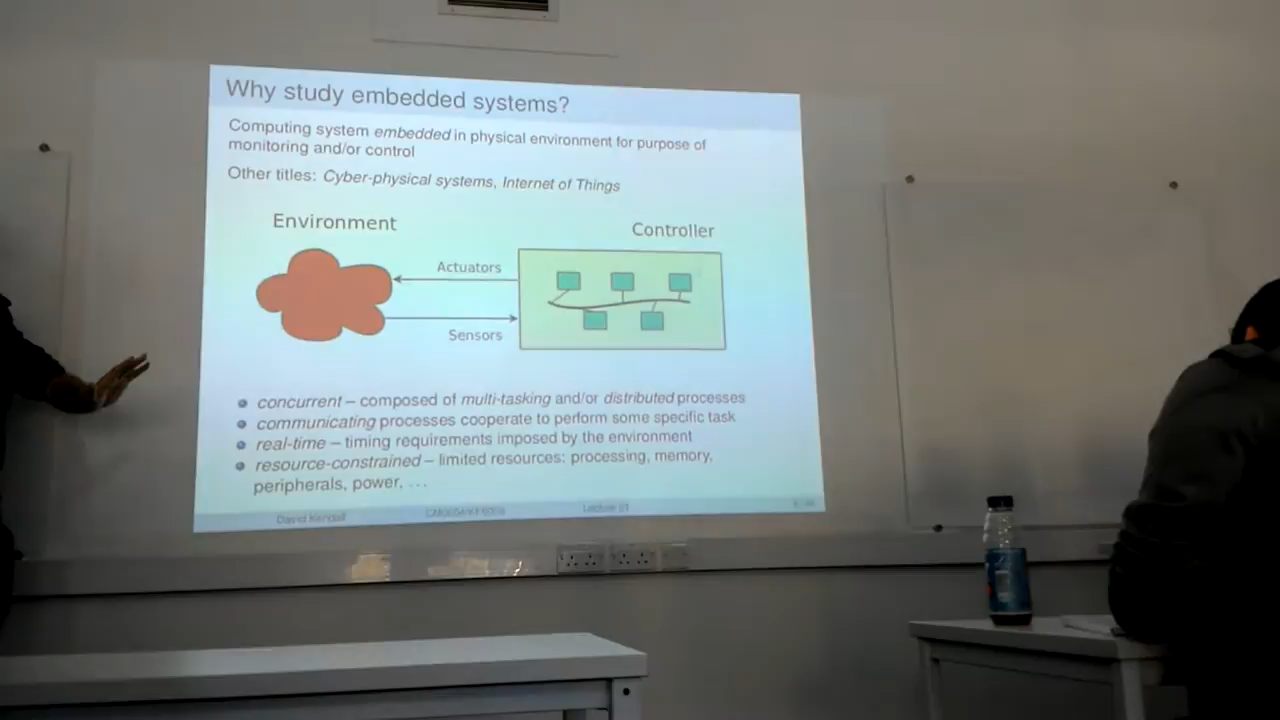 Why study embedded systems?
Computing system embedded in physical environment for purpose of
monitoring and/or control
Other titles: Cyber-physical systems, Internet of Things
Environment
Controller
Actuators
Sensors
concurrent – composed of multi-tasking and/or distributed processes
communicating processes cooperate to perform some specific task
real-time – timing requirements imposed by the environment
resource-constrained – limited resources: processing, memory,
peripherals, power, ...
David Kendall
Lecture 01